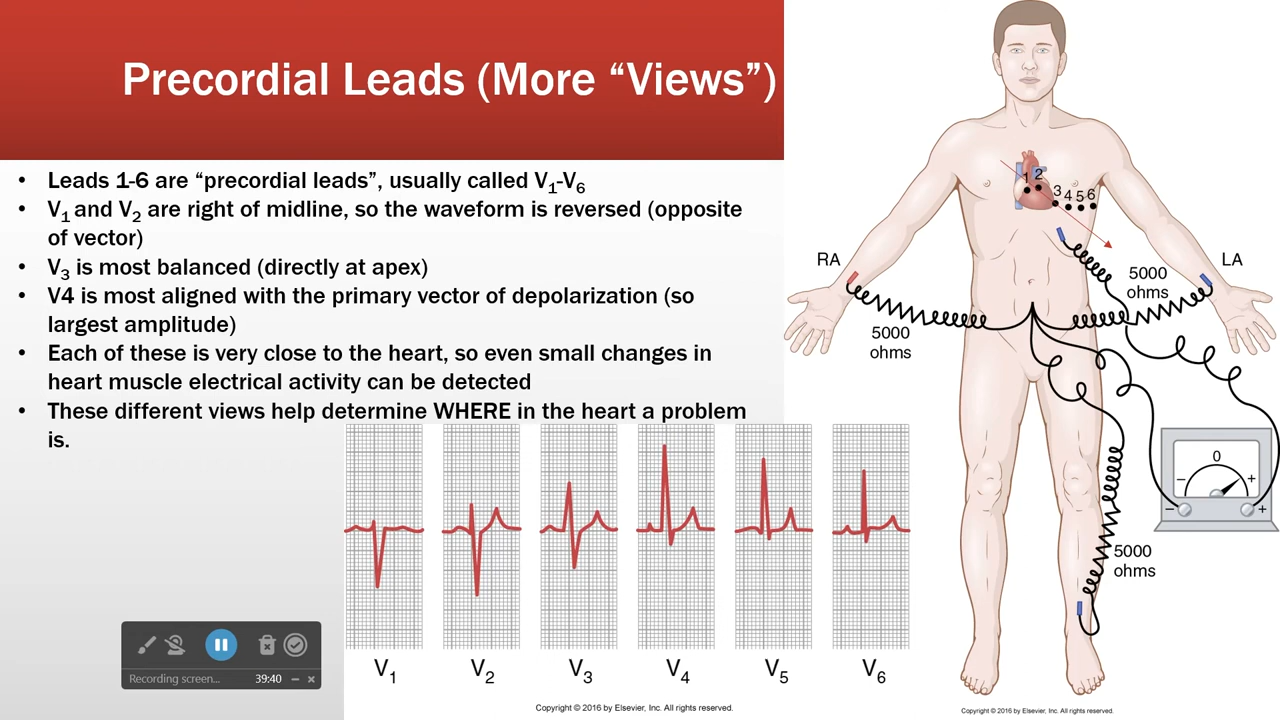 Precordial Leads (More “Views”)
• Leads 1-6 are “precordial leads”, usually called V1-V6
• V1 and V2 are right of midline, so the waveform is reversed (opposite
of vector)
• V3 is most balanced (directly at apex)
• V4 is most aligned with the primary vector of depolarization (so
largest amplitude)
• Each of these is very close to the heart, so even small changes in
heart muscle electrical activity can be detected
• These different views help determine WHERE in the heart a problem
is.
V1 V2 V3 V4 V5 V6
Copyright © 2016 by Elsevier, Inc. All rights reserved.
Recording screen... 39:40
1 2
3 4 5 6
RA
LA
5000
ohms
5000
ohms
0
− +
− +
5000
ohms
Copyright © 2016 by Elsevier, Inc. All rights reserved.